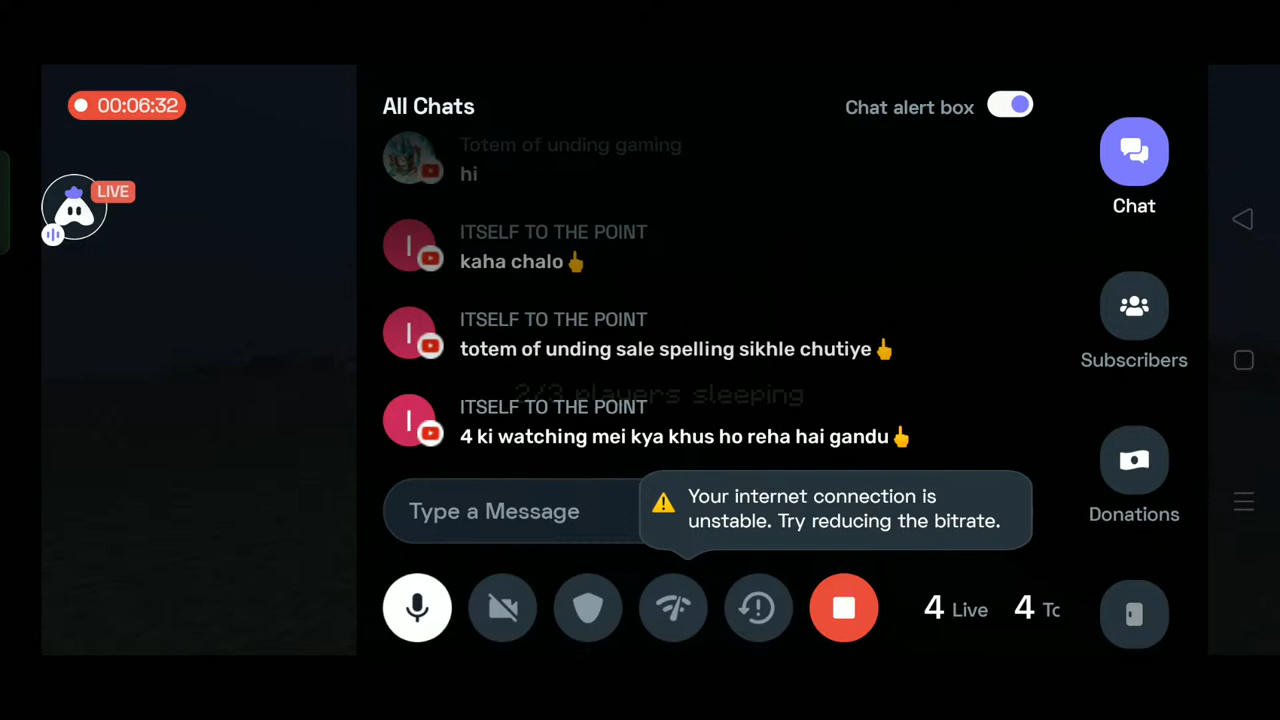 00:06:32
LIVE
All Chats
Chat alert box
Totem of unding gaming
hi
ITSELF TO THE POINT
kaha chalo👆
ITSELF TO THE POINT
totem of unding sale spelling sikhle chutiye👆
2/3 players sleeping
ITSELF TO THE POINT
4 ki watching mei kya khus ho reha hai gandu👆
Type a Message
Your internet connection is
unstable. Try reducing the bitrate.
4 Live 4 To
Chat
Subscribers
Donations